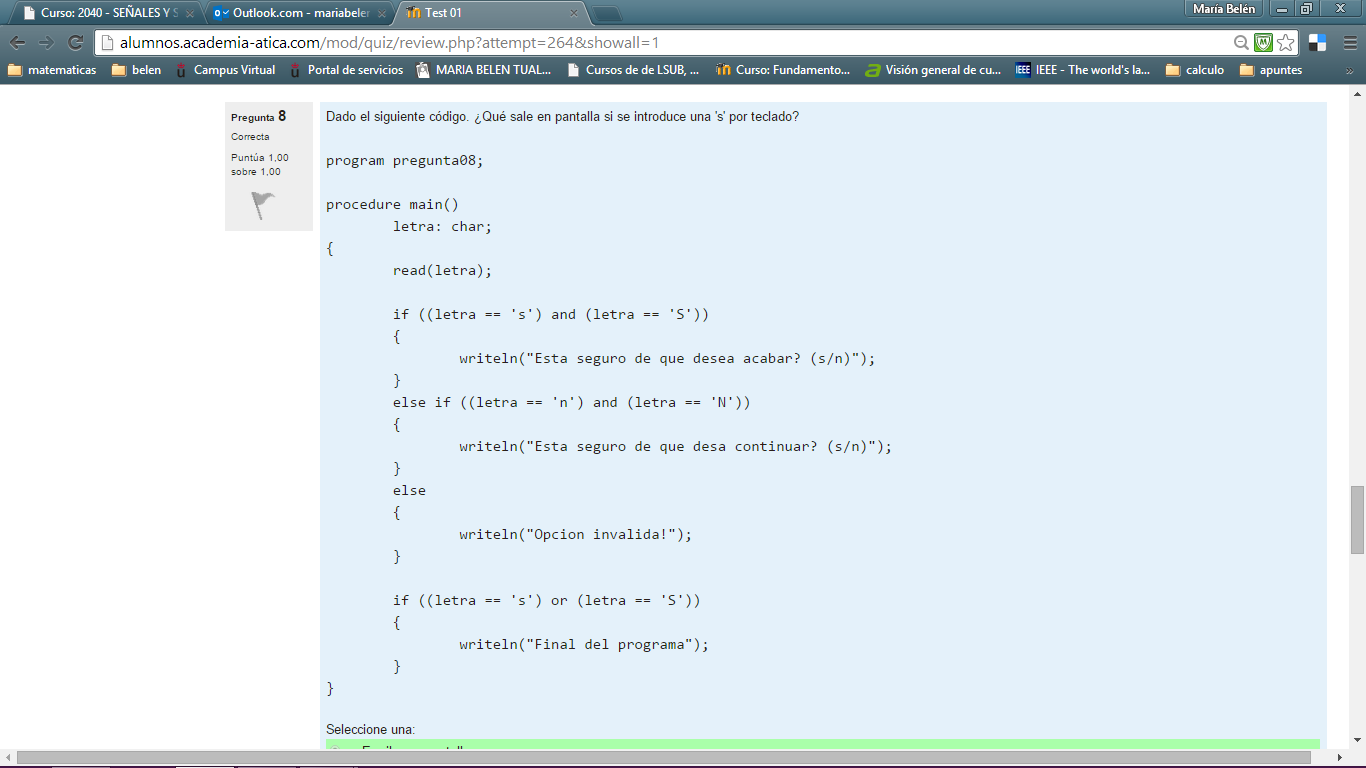 Curso: 2040 - SEÑALES Y S
Outlook.com - mariabeler
Test 01
María Belén
alumnos.academia-atica.com/mod/quiz/review.php?attempt=264&showall=1
matematicas
belen
Campus Virtual
Portal de servicios
MARIA BELEN TUAL...
Cursos de de LSUB, ...
Curso: Fundamento...
Visión general de cu...
IEEE
IEEE - The world's la...
calculo
apuntes
»
Pregunta 8
Correcta
Puntúa 1,00
sobre 1,00
Dado el siguiente código. ¿Qué sale en pantalla si se introduce una 's' por teclado?
program pregunta08;
procedure main()
letra: char;
{
read(letra);
if ((letra == 's') and (letra == 'S'))
{
writeln("Esta seguro de que desea acabar? (s/n)");
}
else if ((letra == 'n') and (letra == 'N'))
{
writeln("Esta seguro de que desa continuar? (s/n)");
}
else
{
writeln("Opcion invalida!");
}
if ((letra == 's') or (letra == 'S'))
{
writeln("Final del programa");
}
}
Seleccione una: